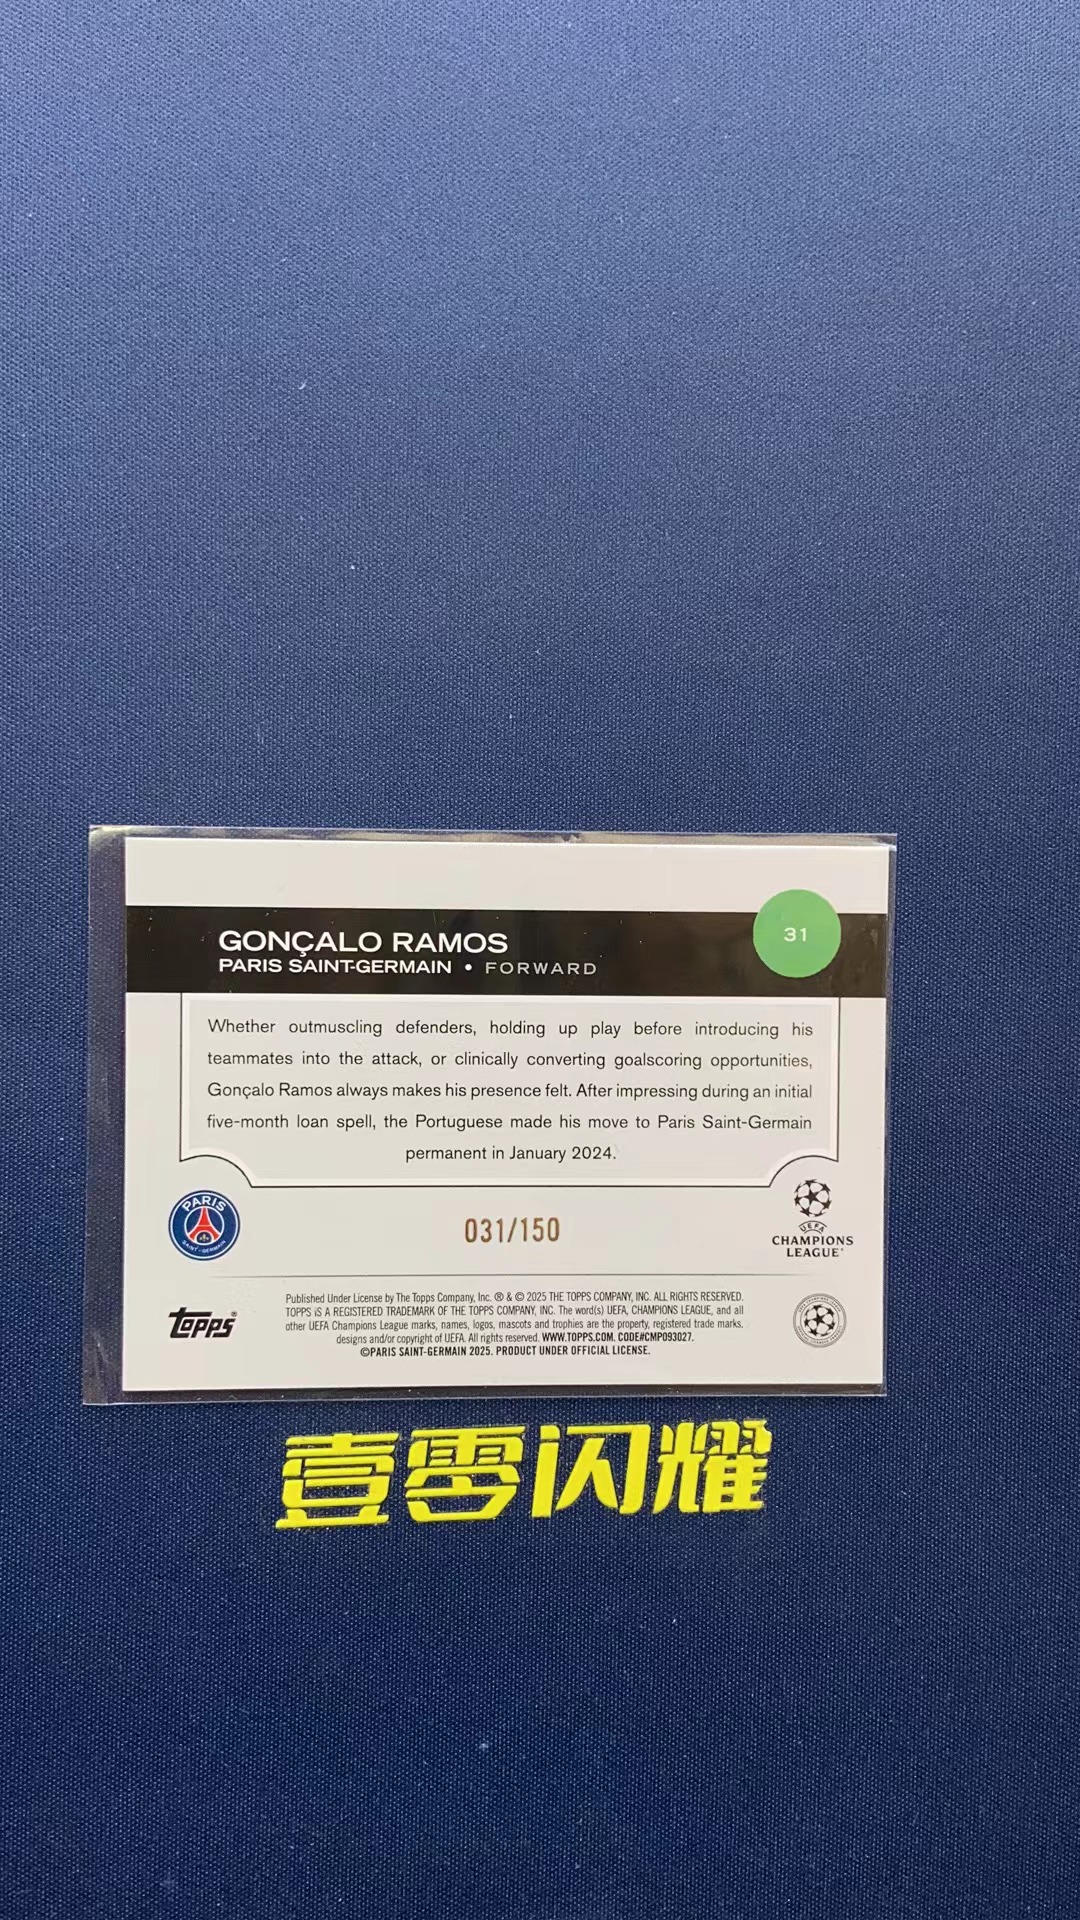 GONÇALO RAMOS
PARIS SAINT-GERMAIN • FORWARD
31
Whether outmuscling defenders, holding up play before introducing his
teammates into the attack, or clinically converting goalscoring opportunities,
Gonçalo Ramos always makes his presence felt. After impressing during an initial
five-month loan spell, the Portuguese made his move to Paris Saint-Germain
permanent in January 2024.
PARIS
SAINT-GERMAIN
031/150
UEFA
CHAMPIONS
LEAGUE®
Topps®
Published Under License by The Topps Company, Inc. ® & © 2025 THE TOPPS COMPANY, INC. ALL RIGHTS RESERVED.
TOPPS IS A REGISTERED TRADEMARK OF THE TOPPS COMPANY, INC. The word(s) UEFA, CHAMPIONS LEAGUE, and all
other UEFA Champions League marks, names, logos, mascots and trophies are the property, registered trade marks,
designs and/or copyright of UEFA. All rights reserved. WWW.TOPPS.COM. CODE#CMP093027.
©PARIS SAINT-GERMAIN 2025. PRODUCT UNDER OFFICIAL LICENSE.
壹零闪耀